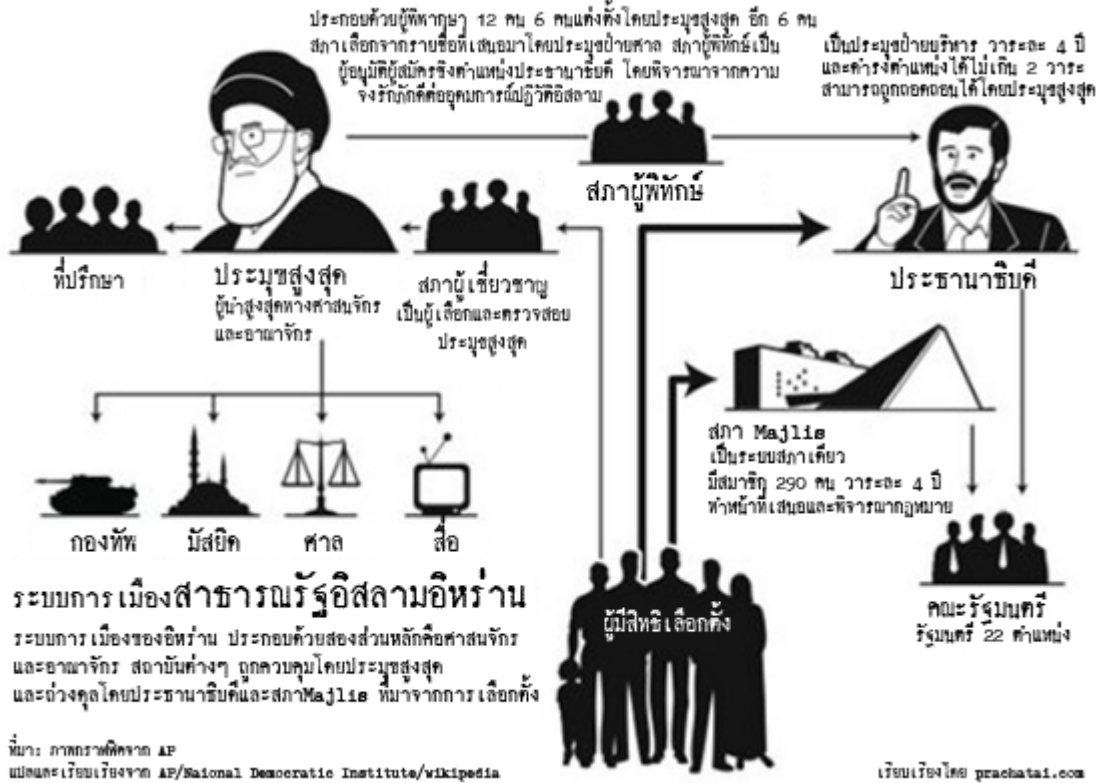 ประกอบด้วยผู้พิพากษา 12 คน 6 คนแต่งตั้งโดยประมุขสูงสุด อีก 6 คน
สภาเลือกจากรายชื่อที่เสนอมาโดยประมุขฝ่ายศาล สภาผู้พิทักษ์เป็น
ผู้อนุมัติผู้สมัครชิงตำแหน่งประธานาธิบดี โดยพิจารณาจากความ
จงรักภักดีต่ออุดมการณ์ปฏิวัติอิสลาม
เป็นประมุขฝ่ายบริหาร วาระละ 4 ปี
และดำรงตำแหน่งได้ไม่เกิน 2 วาระ
สามารถถูกถอดถอนได้โดยประมุขสูงสุด
สภาผู้พิทักษ์
ที่ปรึกษา
ประมุขสูงสุด
ผู้นำสูงสุดทางศาสนจักร
และอาณาจักร
สภาผู้เชี่ยวชาญ
เป็นผู้เลือกและตรวจสอบ
ประมุขสูงสุด
ประธานาธิบดี
สภา Majlis
เป็นระบบสภาเดียว
มีสมาชิก 290 คน วาระละ 4 ปี
ทำหน้าที่เสนอและพิจารณากฎหมาย
กองทัพ
มัสยิด
ศาล
สื่อ
คณะรัฐมนตรี
รัฐมนตรี 22 ตำแหน่ง
ผู้มีสิทธิเลือกตั้ง
ระบบการเมืองสาธารณรัฐอิสลามอิหร่าน
ระบบการเมืองของอิหร่าน ประกอบด้วยสองส่วนหลักคือศาสนจักร
และอาณาจักร สถาบันต่างๆ ถูกควบคุมโดยประมุขสูงสุด
และถ่วงดุลโดยประธานาธิบดีและสภาMajlis ที่มาจากการเลือกตั้ง
ที่มา: ภาพกราฟฟิคจาก AP
แปลและเรียบเรียงจาก AP/Naional Democratic Institute/wikipedia
เรียบเรียงโดย prachatai.com